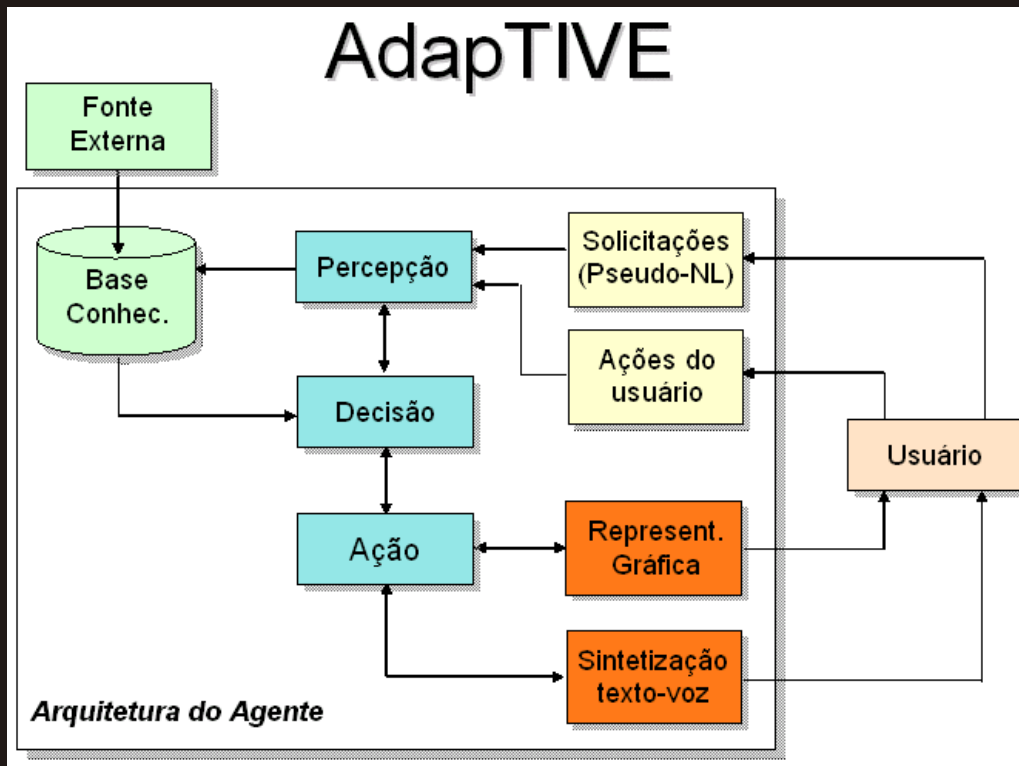 AdapTIVE
Fonte
Externa
Base
Conhec.
Percepção
Solicitações
(Pseudo-NL)
Ações do
usuário
Decisão
Usuário
Ação
Represent.
Gráfica
Sintetização
texto-voz
Arquitetura do Agente